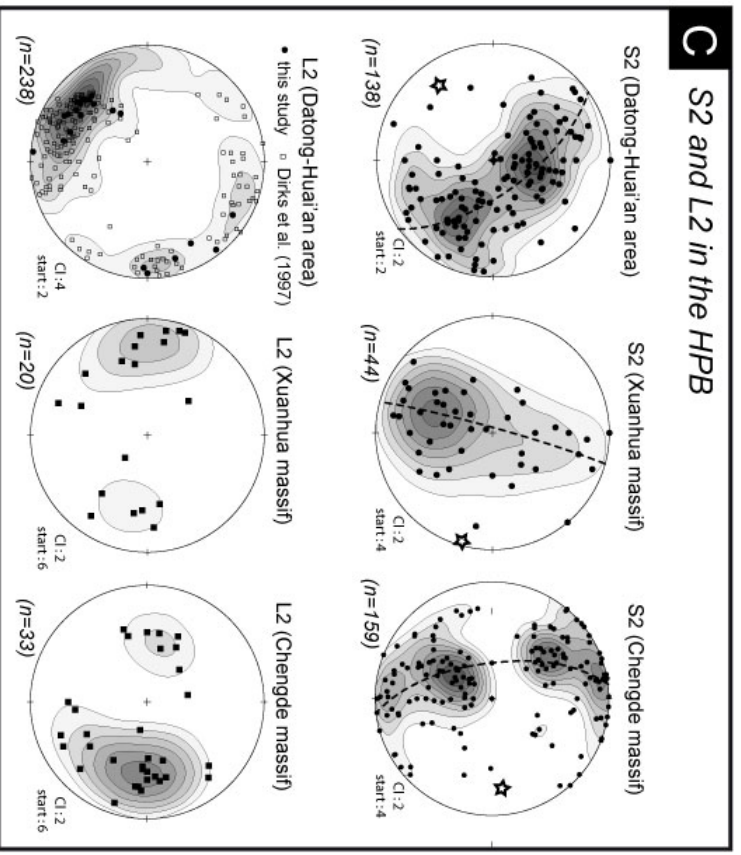 C S2 and L2 in the HPB
S2 (Datong-Huai'an area)
(n=138)
CI:2
start:2
S2 (Xuanhua massif)
(n=44)
CI:2
start:4
S2 (Chengde massif)
(n=159)
CI:2
start:4
L2 (Datong-Huai'an area)
• this study ▫ Dirks et al. (1997)
(n=238)
CI:4
start:2
L2 (Xuanhua massif)
(n=20)
CI:2
start:6
L2 (Chengde massif)
(n=33)
CI:2
start:6